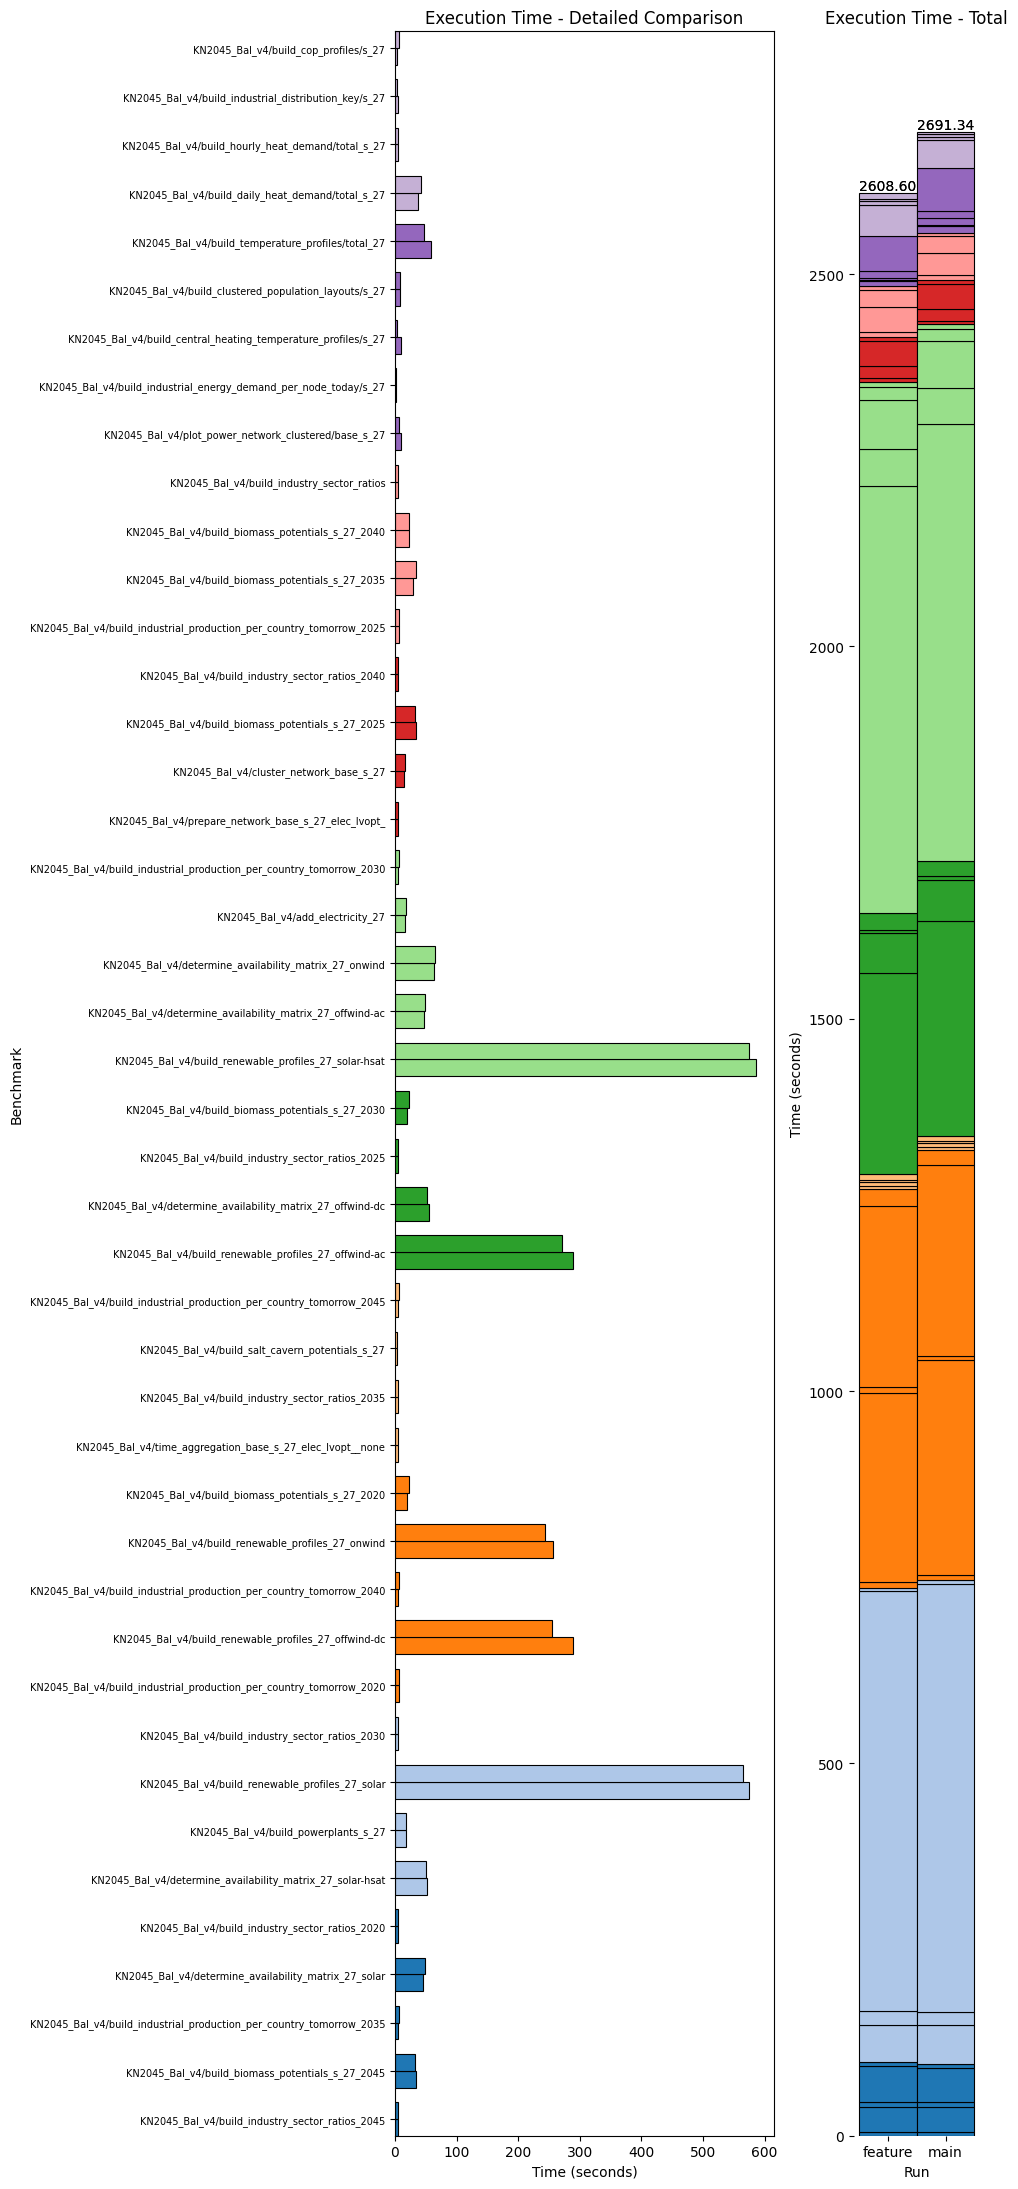 Execution Time - Detailed Comparison
Execution Time - Total
KN2045_Bal_v4/build_cop_profiles/s_27
KN2045_Bal_v4/build_industrial_distribution_key/s_27
KN2045_Bal_v4/build_hourly_heat_demand/total_s_27
KN2045_Bal_v4/build_daily_heat_demand/total_s_27
KN2045_Bal_v4/build_temperature_profiles/total_27
KN2045_Bal_v4/build_clustered_population_layouts/s_27
KN2045_Bal_v4/build_central_heating_temperature_profiles/s_27
KN2045_Bal_v4/build_industrial_energy_demand_per_node_today/s_27
KN2045_Bal_v4/plot_power_network_clustered/base_s_27
KN2045_Bal_v4/build_industry_sector_ratios
KN2045_Bal_v4/build_biomass_potentials_s_27_2040
KN2045_Bal_v4/build_biomass_potentials_s_27_2035
KN2045_Bal_v4/build_industrial_production_per_country_tomorrow_2025
KN2045_Bal_v4/build_industry_sector_ratios_2040
KN2045_Bal_v4/build_biomass_potentials_s_27_2025
KN2045_Bal_v4/cluster_network_base_s_27
KN2045_Bal_v4/prepare_network_base_s_27_elec_lvopt_
KN2045_Bal_v4/build_industrial_production_per_country_tomorrow_2030
KN2045_Bal_v4/add_electricity_27
KN2045_Bal_v4/determine_availability_matrix_27_onwind
KN2045_Bal_v4/determine_availability_matrix_27_offwind-ac
KN2045_Bal_v4/build_renewable_profiles_27_solar-hsat
KN2045_Bal_v4/build_biomass_potentials_s_27_2030
KN2045_Bal_v4/build_industry_sector_ratios_2025
KN2045_Bal_v4/determine_availability_matrix_27_offwind-dc
KN2045_Bal_v4/build_renewable_profiles_27_offwind-ac
KN2045_Bal_v4/build_industrial_production_per_country_tomorrow_2045
KN2045_Bal_v4/build_salt_cavern_potentials_s_27
KN2045_Bal_v4/build_industry_sector_ratios_2035
KN2045_Bal_v4/time_aggregation_base_s_27_elec_lvopt__none
KN2045_Bal_v4/build_biomass_potentials_s_27_2020
KN2045_Bal_v4/build_renewable_profiles_27_onwind
KN2045_Bal_v4/build_industrial_production_per_country_tomorrow_2040
KN2045_Bal_v4/build_renewable_profiles_27_offwind-dc
KN2045_Bal_v4/build_industrial_production_per_country_tomorrow_2020
KN2045_Bal_v4/build_industry_sector_ratios_2030
KN2045_Bal_v4/build_renewable_profiles_27_solar
KN2045_Bal_v4/build_powerplants_s_27
KN2045_Bal_v4/determine_availability_matrix_27_solar-hsat
KN2045_Bal_v4/build_industry_sector_ratios_2020
KN2045_Bal_v4/determine_availability_matrix_27_solar
KN2045_Bal_v4/build_industrial_production_per_country_tomorrow_2035
KN2045_Bal_v4/build_biomass_potentials_s_27_2045
KN2045_Bal_v4/build_industry_sector_ratios_2045
Benchmark
0 100 200 300 400 500 600
Time (seconds)
2691.34
2608.60
2500
2000
1500
1000
500
0
Time (seconds)
feature main
Run